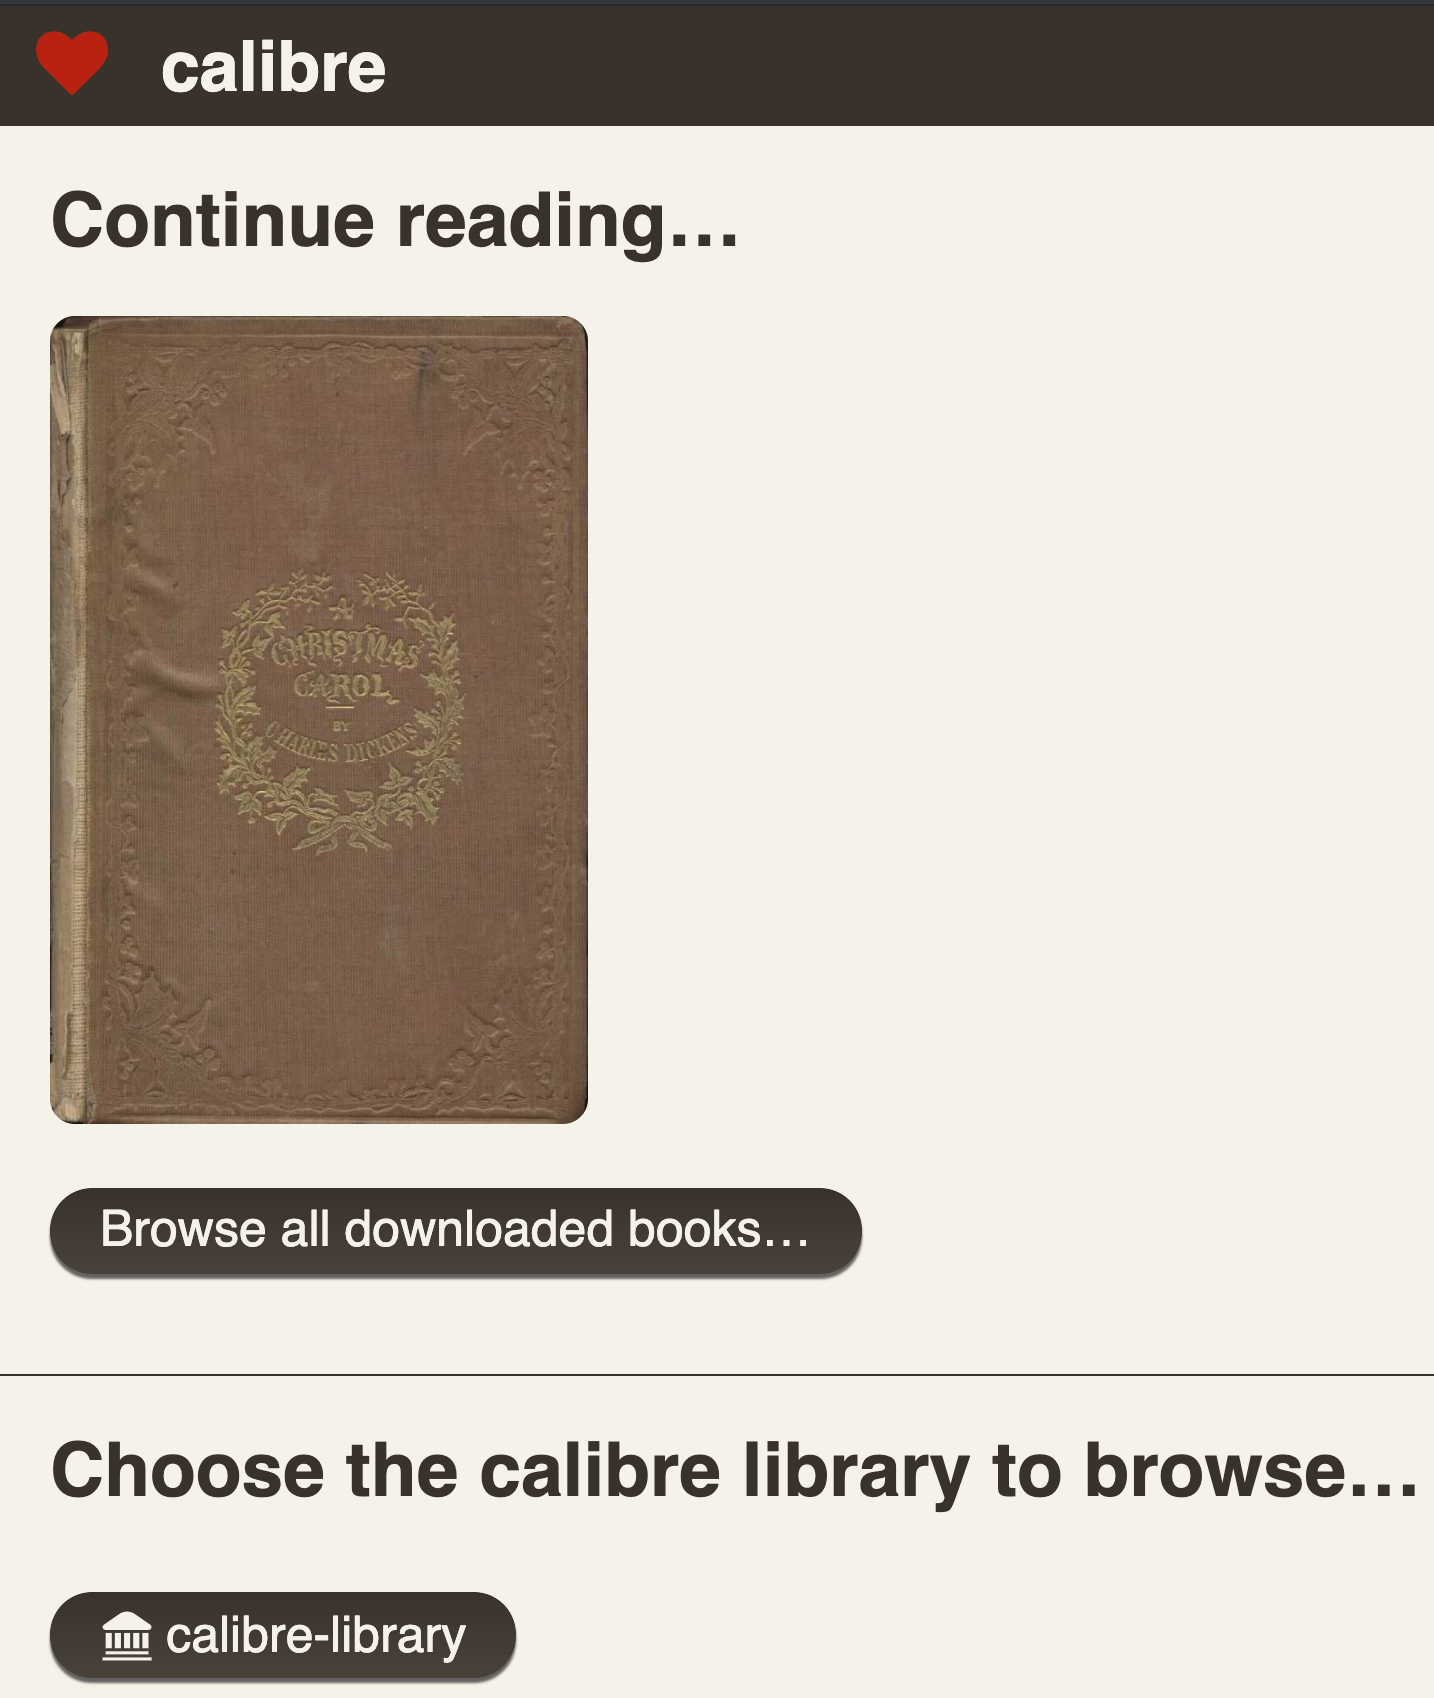 calibre
Continue reading...
A
CHRISTMAS
CAROL
BY
CHARLES DICKENS
Browse all downloaded books...
Choose the calibre library to browse...
calibre-library